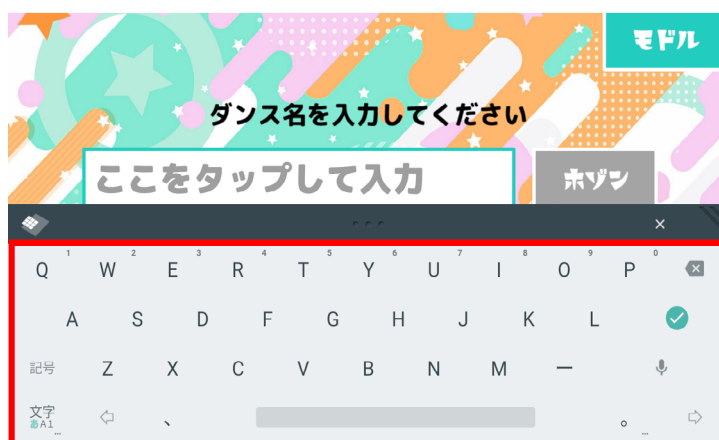 モドル
ダンス名を入力してください
ここをタップして入力
ホゾン
×
Q 1 W 2 E 3 R 4 T 5 Y 6 U 7 I 8 O 9 P 0
A S D F G H J K L
記号 Z X C V B N M ー
文字 、 。
あA1